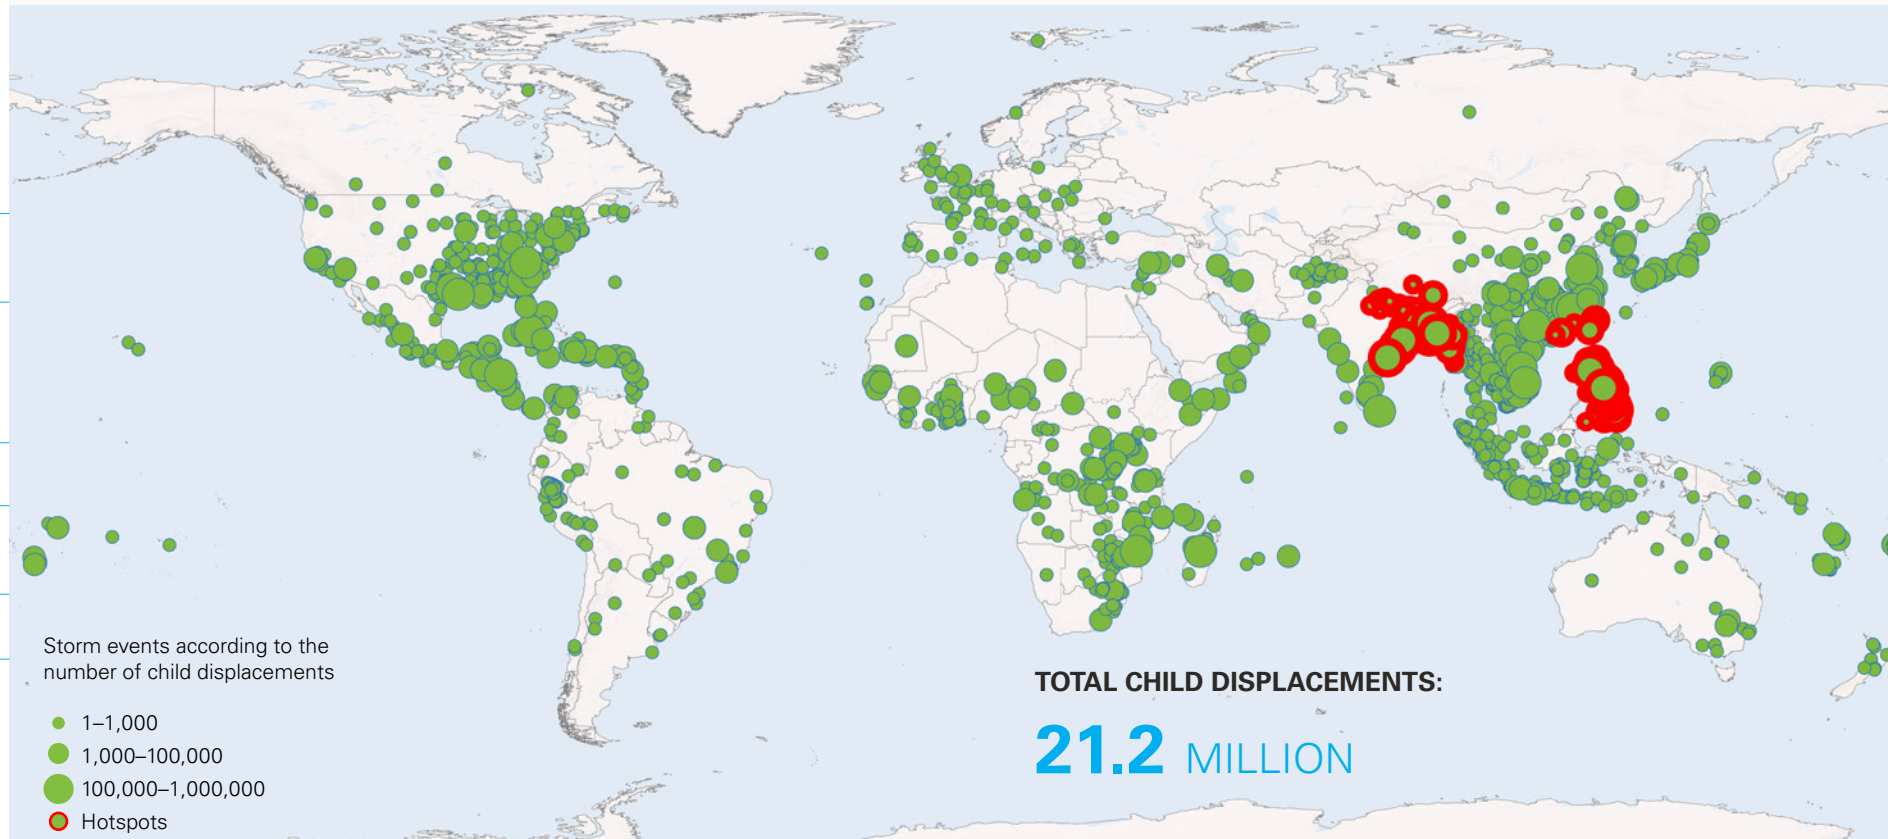 Storm events according to the
number of child displacements
1–1,000
1,000–100,000
100,000–1,000,000
Hotspots
TOTAL CHILD DISPLACEMENTS:
21.2 MILLION